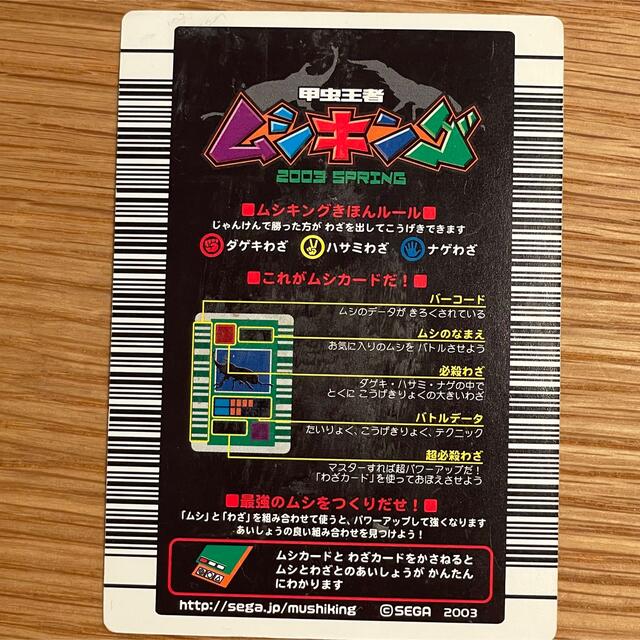 甲虫王者
ムシキング
2003 SPRING
■ムシキングきほんルール■
じゃんけんで勝った方が わざを出してこうげきできます
ダゲキわざ ハサミわざ ナゲわざ
■これがムシカードだ！■
バーコード
ムシのデータが きろくされている
ムシのなまえ
お気に入りのムシを バトルさせよう
必殺わざ
ダゲキ・ハサミ・ナゲの中で
とくに こうげきりょくの大きいわざ
バトルデータ
たいりょく、こうげきりょく、テクニック
超必殺わざ
マスターすれば超パワーアップだ！
「わざカード」を使っておぼえさせよう
■最強のムシをつくりだせ！■
「ムシ」と「わざ」を組み合わせて使うと、パワーアップして強くなります
あいしょうの良い組み合わせを見つけよう！
ムシカードと わざカードをかさねると
ムシとわざとのあいしょうが かんたん
にわかります
http://sega.jp/mushiking ©SEGA 2003